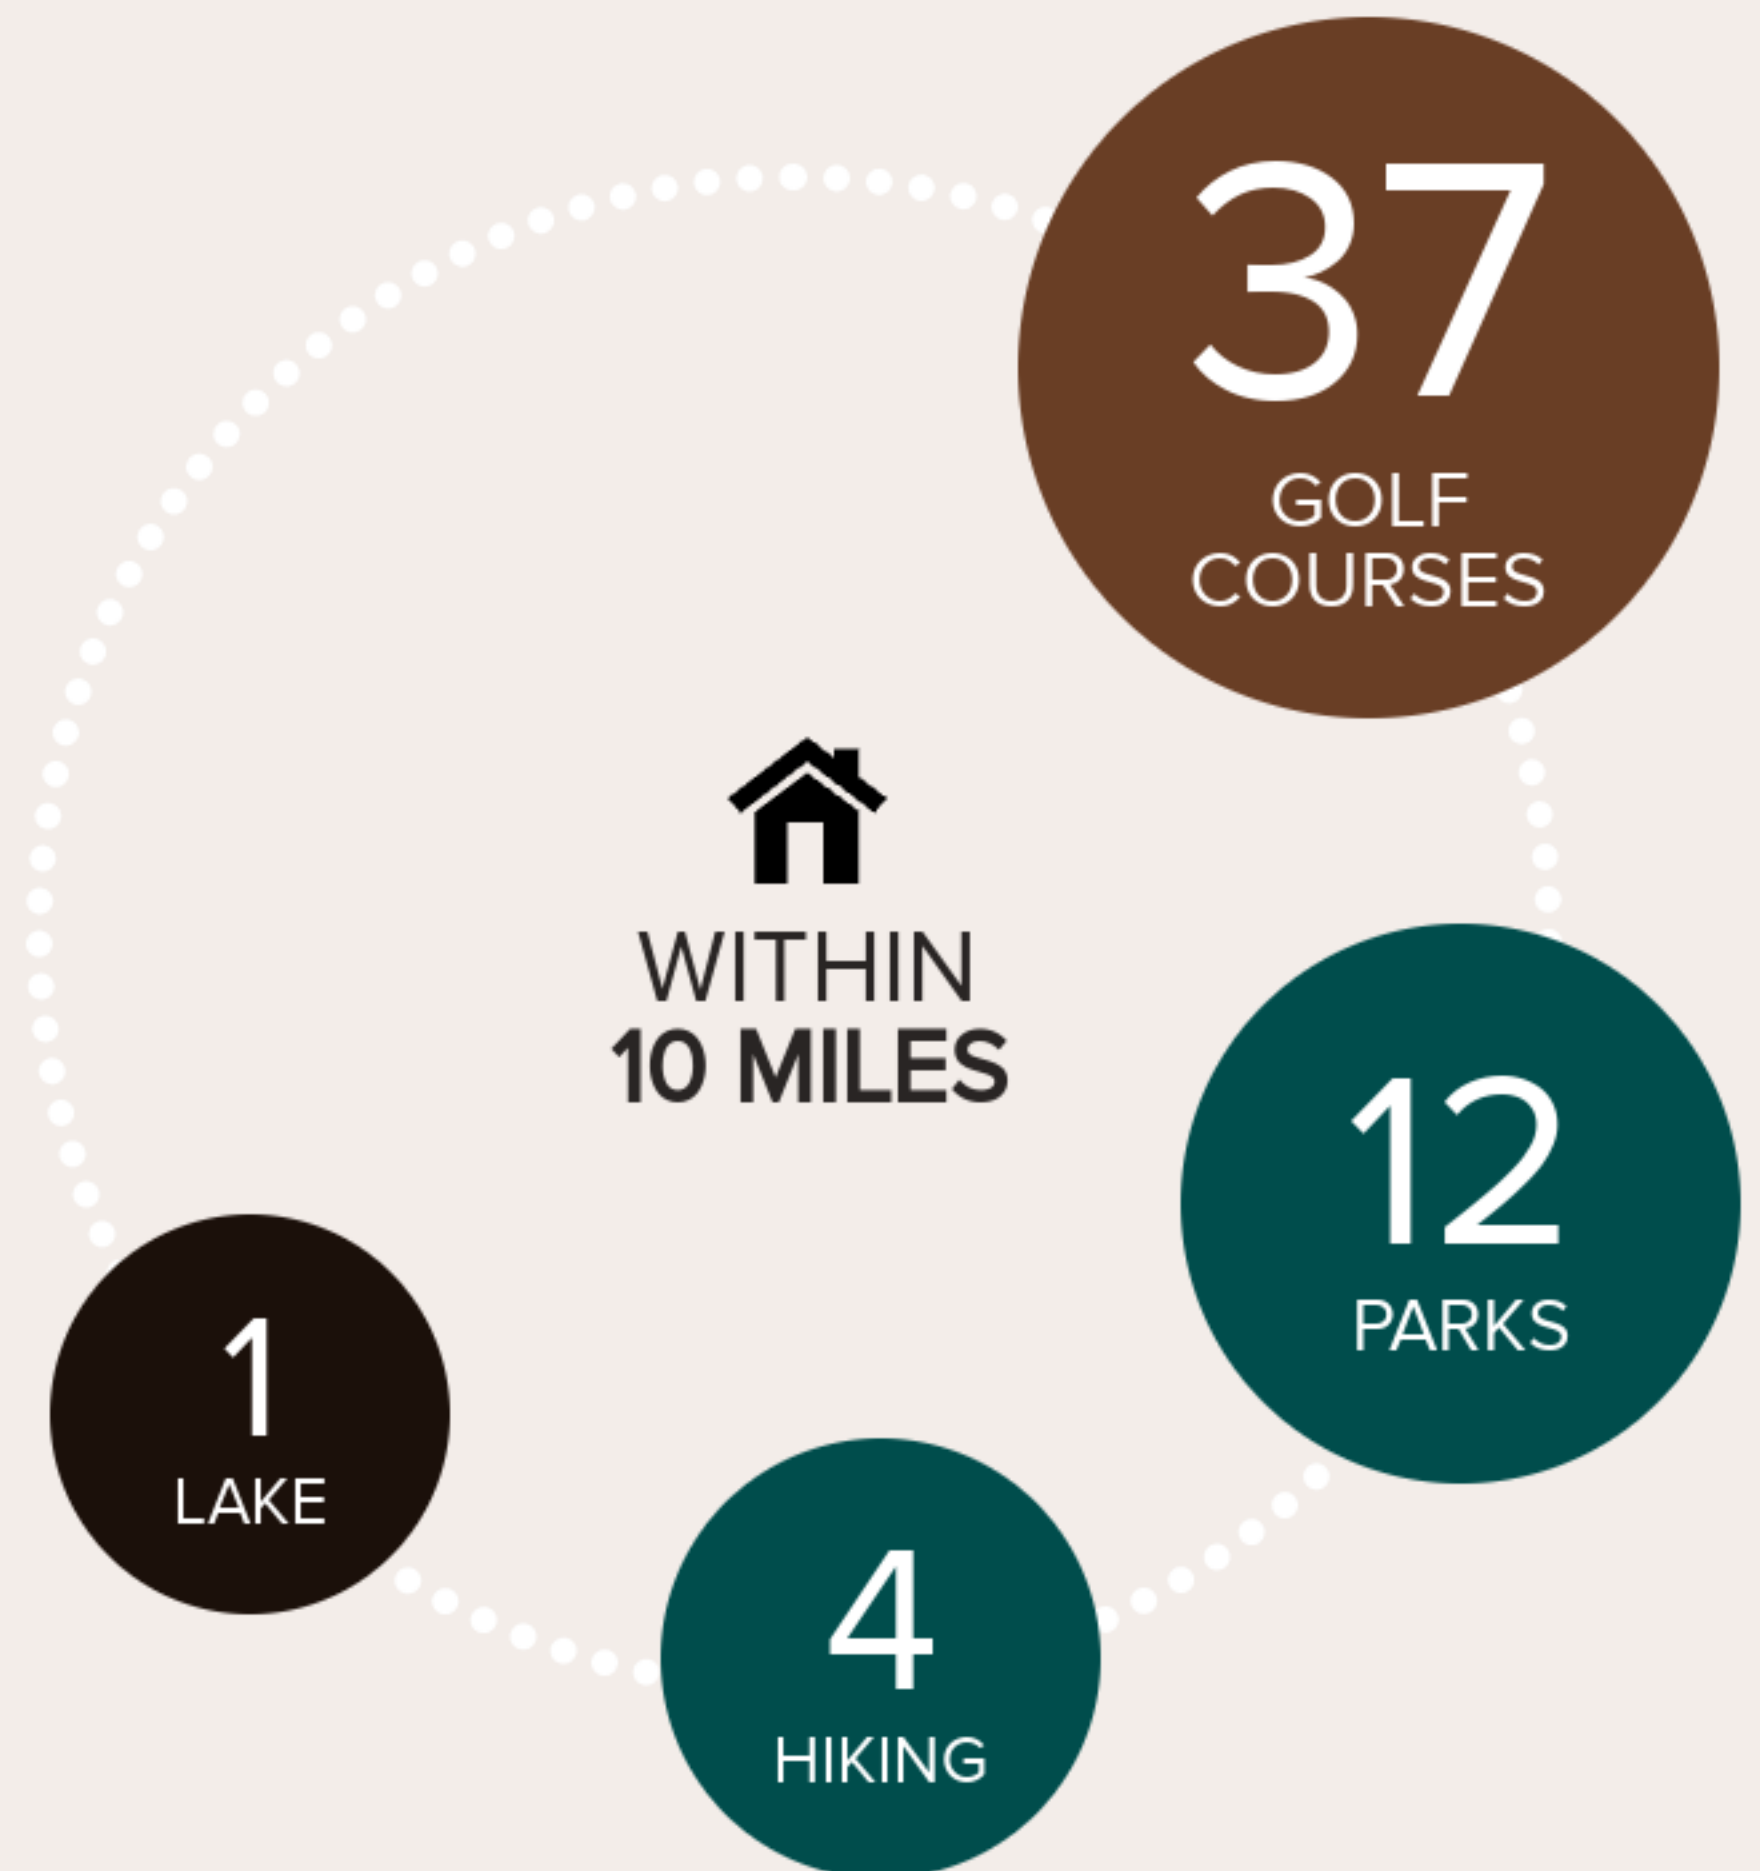 37
GOLF
COURSES
WITHIN
10 MILES
12
PARKS
1
LAKE
4
HIKING